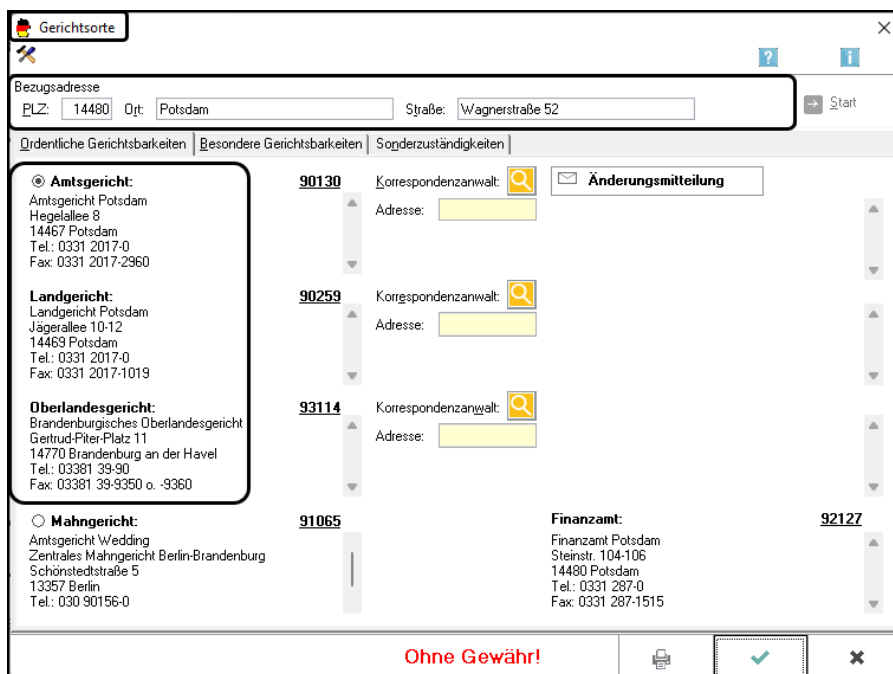 Gerichtsorte
Bezugsadresse
PLZ: 14480 Ort: Potsdam Straße: Wagnerstraße 52 Start
Ordentliche Gerichtsbarkeiten Besondere Gerichtsbarkeiten Sonderzuständigkeiten
Amtsgericht: 90130
Amtsgericht Potsdam
Hegelallee 8
14467 Potsdam
Tel.: 0331 2017-0
Fax: 0331 2017-2960
Korrespondenzanwalt: Änderungsmitteilung
Adresse:
Landgericht: 90259
Landgericht Potsdam
Jägerallee 10-12
14469 Potsdam
Tel.: 0331 2017-0
Fax: 0331 2017-1019
Korrespondenzanwalt:
Adresse:
Oberlandesgericht: 93114
Brandenburgisches Oberlandesgericht
Gertrud-Piter-Platz 11
14770 Brandenburg an der Havel
Tel.: 03381 39-90
Fax: 03381 39-9350 o. -9360
Korrespondenzanwalt:
Adresse:
Mahngericht: 91065
Amtsgericht Wedding
Zentrales Mahngericht Berlin-Brandenburg
Schönstedtstraße 5
13357 Berlin
Tel.: 030 90156-0
Finanzamt: 92127
Finanzamt Potsdam
Steinstr. 104-106
14480 Potsdam
Tel.: 0331 287-0
Fax: 0331 287-1515
Ohne Gewähr!